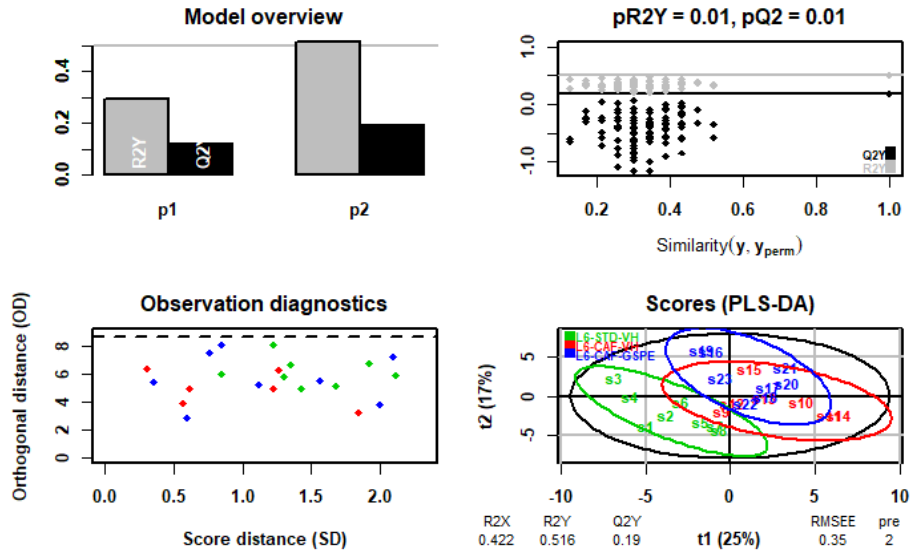 Model overview
0.4
0.2
0.0
R2Y
Q2Y
p1
p2
pR2Y = 0.01, pQ2 = 0.01
1.0
0.0
-1.0
Q2Y
R2Y
0.2 0.4 0.6 0.8 1.0
Similarity(y, yperm)
Observation diagnostics
Orthogonal distance (OD)
8
6
4
2
0
0.0 0.5 1.0 1.5 2.0
Score distance (SD)
Scores (PLS-DA)
L6-STD-VH
L6-CAF-VH
L6-CAF-GSPE
t2 (17%)
5
0
-5
s16
s15
s21
s3
s23
s20
s17
s4
s6
s22
s10
s2
s9
s14
s1
s5
s8
-10 -5 0 5 10
R2X R2Y Q2Y RMSEE pre
0.422 0.516 0.19 t1 (25%) 0.35 2